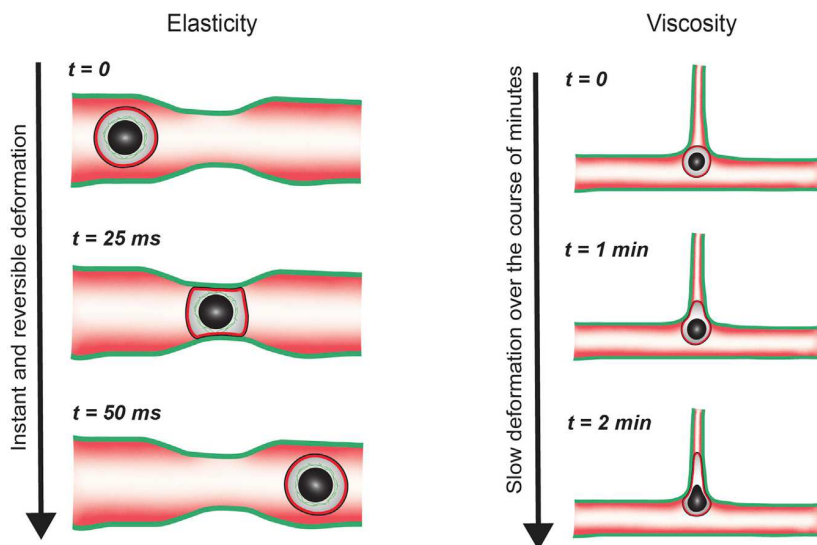 Elasticity
Instant and reversible deformation
t = 0
t = 25 ms
t = 50 ms
Viscosity
Slow deformation over the course of minutes
t = 0
t = 1 min
t = 2 min